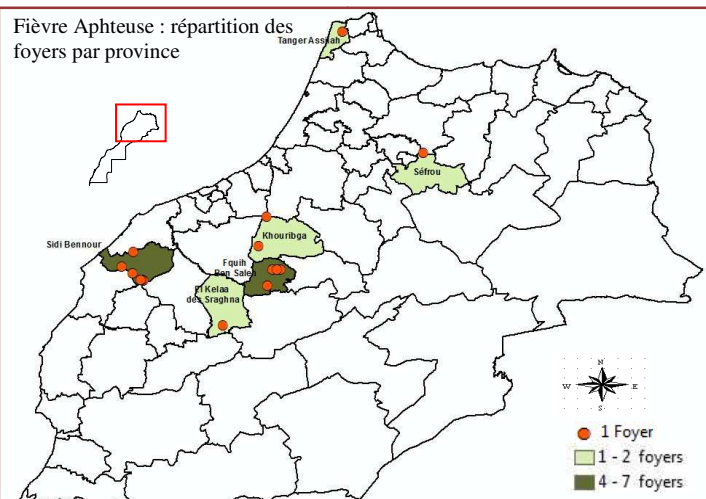 Fièvre Aphteuse : répartition des
foyers par province
Tanger Assilah
Séfrou
Sidi Bennour
Khouribga
Fquih
Ben Saleh
El Kelaa
des Sraghna
N
W
E
S
1 Foyer
1 - 2 foyers
4 - 7 foyers